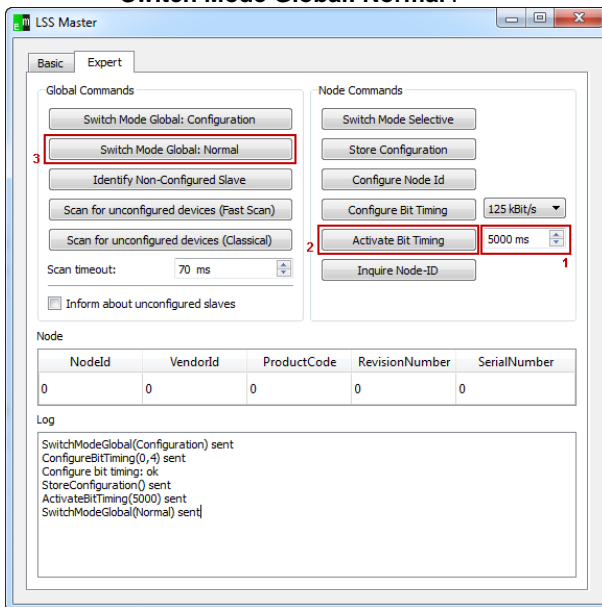 Switch Mode Global: Normal .
LSS Master
Basic Expert
Global Commands
Switch Mode Global: Configuration
3 Switch Mode Global: Normal
Identify Non-Configured Slave
Scan for unconfigured devices (Fast Scan)
Scan for unconfigured devices (Classical)
Scan timeout: 70 ms
Inform about unconfigured slaves
Node Commands
Switch Mode Selective
Store Configuration
Configure Node Id
Configure Bit Timing 125 kBit/s
2 Activate Bit Timing 5000 ms
1
Inquire Node-ID
Node
NodeId VendorId ProductCode RevisionNumber SerialNumber
0 0 0 0 0
Log
SwitchModeGlobal(Configuration) sent
ConfigureBitTiming(0,4) sent
Configure bit timing: ok
StoreConfiguration() sent
ActivateBitTiming(5000) sent
SwitchModeGlobal(Normal) sent